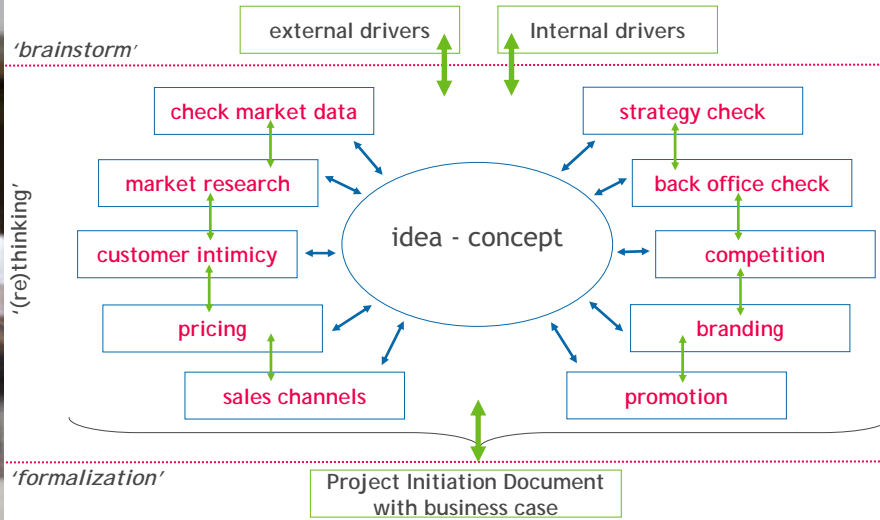 external drivers
Internal drivers
'brainstorm'
check market data
strategy check
market research
back office check
'(re)thinking'
idea - concept
customer intimicy
competition
pricing
branding
sales channels
promotion
'formalization'
Project Initiation Document
with business case